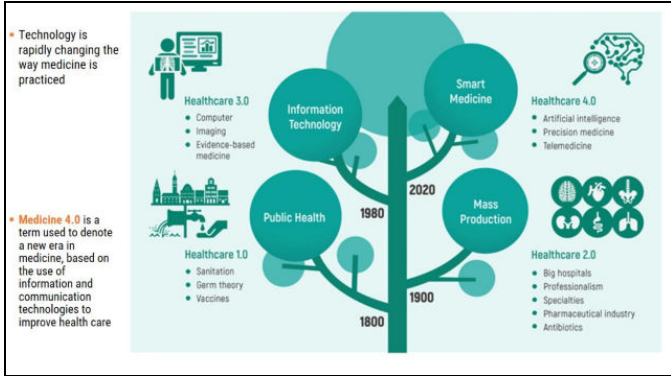 • Technology is
rapidly changing the
way medicine is
practiced
• Medicine 4.0 is a
term used to denote
a new era in
medicine, based on
the use of
information and
communication
technologies to
improve health care
Healthcare 3.0
• Computer
• Imaging
• Evidence-based
medicine
Information
Technology
Smart
Medicine
Healthcare 4.0
• Artificial intelligence
• Precision medicine
• Telemedicine
1980
2020
Public Health
Mass
Production
Healthcare 1.0
• Sanitation
• Germ theory
• Vaccines
Healthcare 2.0
• Big hospitals
• Professionalism
• Specialties
• Pharmaceutical industry
• Antibiotics
1800
1900